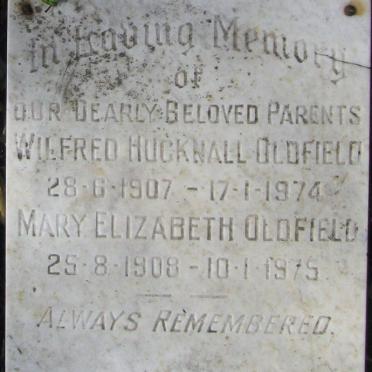 In Loving Memory
of
OUR DEARLY BELOVED PARENTS
WILFRED HUCKNALL OLDFIELD
28-6-1907 - 17-1-1974
MARY ELIZABETH OLDFIELD
25-8-1908 - 10-1-1975
ALWAYS REMEMBERED.